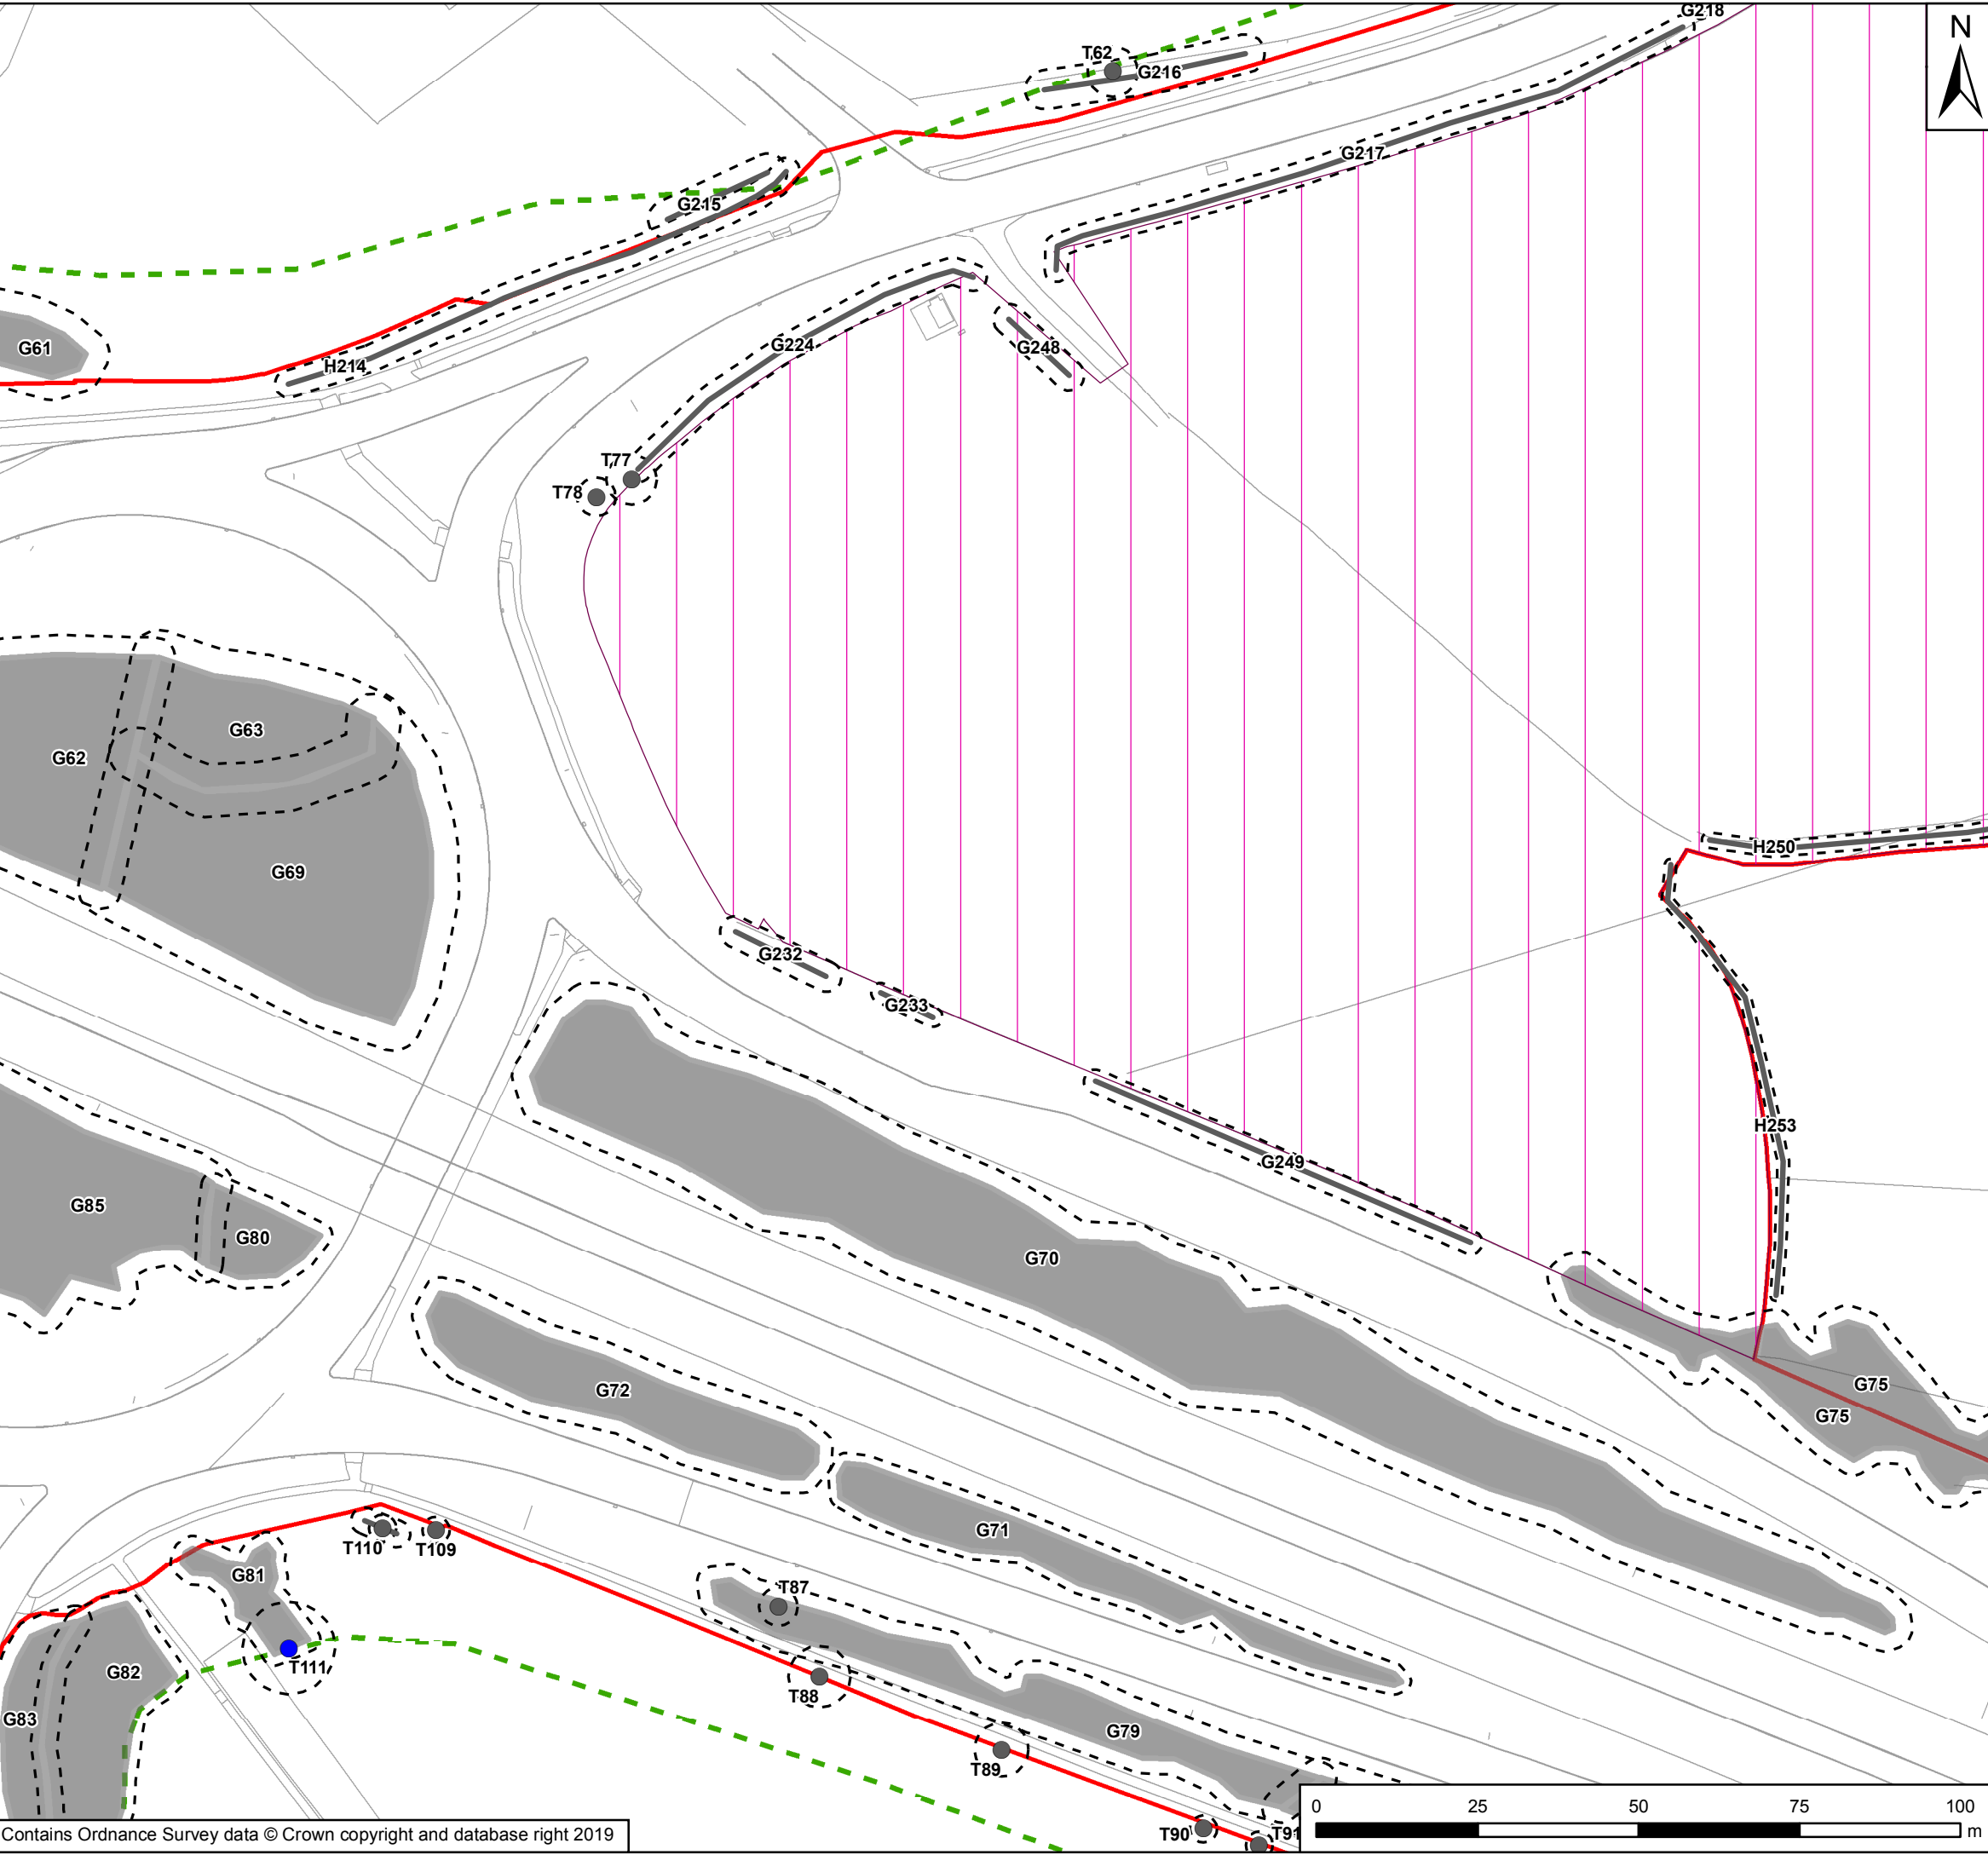 G218
N
T62
G216
G217
G215
G61
H214
G224
G248
T77
T78
G63
G62
G69
H250
G232
G233
H253
G249
G85
G80
G70
G72
G75
G75
G71
T110
T109
G81
T87
T111
G82
T88
G83
G79
T89
T90
T91
0 25 50 75 100
m
Contains Ordnance Survey data © Crown copyright and database right 2019